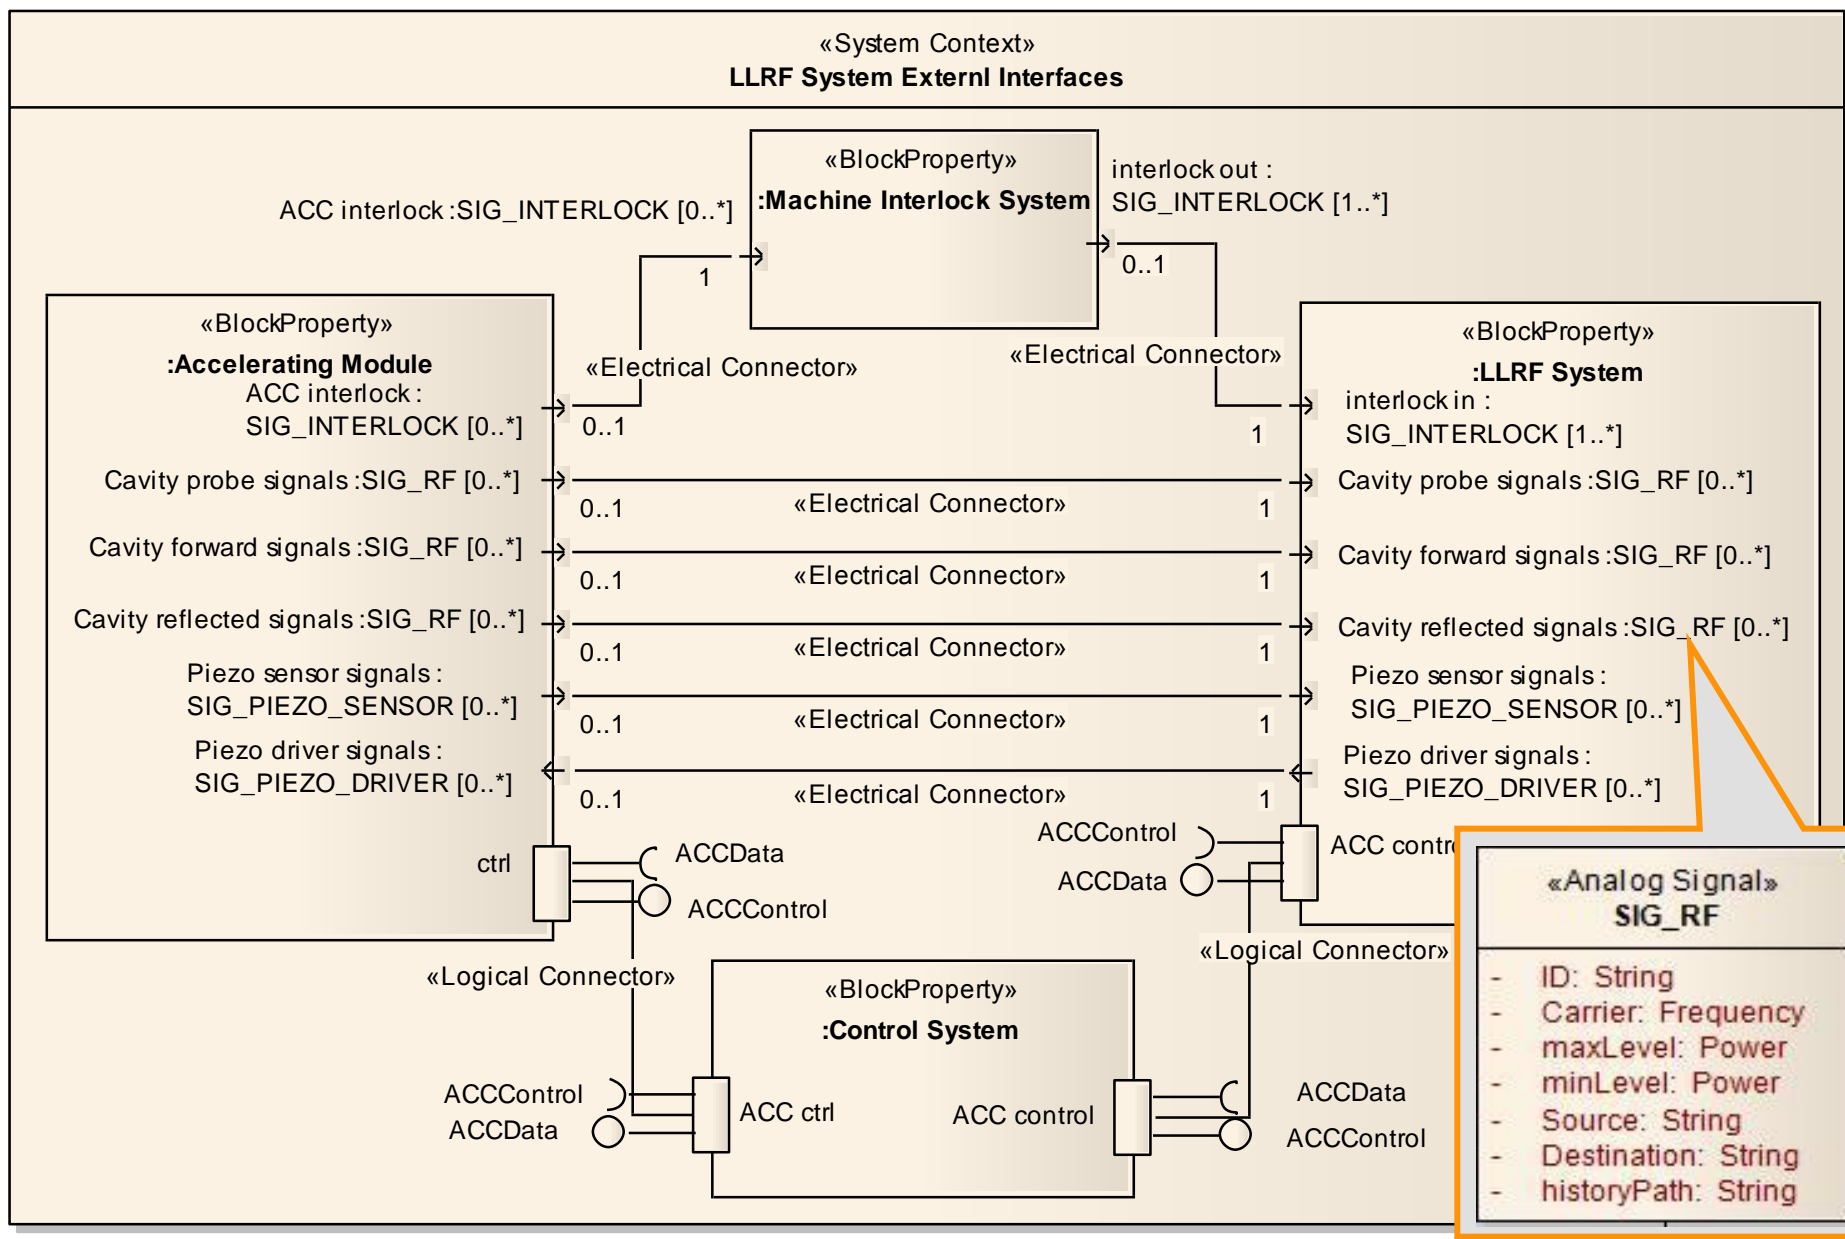 «System Context»
LLRF System Externl Interfaces
«BlockProperty»
:Machine Interlock System
ACC interlock :SIG_INTERLOCK [0..*]
1
interlock out :
SIG_INTERLOCK [1..*]
0..1
«Electrical Connector»
«Electrical Connector»
«BlockProperty»
:Accelerating Module
ACC interlock :
SIG_INTERLOCK [0..*]
0..1
Cavity probe signals :SIG_RF [0..*]
0..1
Cavity forward signals :SIG_RF [0..*]
0..1
Cavity reflected signals :SIG_RF [0..*]
0..1
Piezo sensor signals :
SIG_PIEZO_SENSOR [0..*]
0..1
Piezo driver signals :
SIG_PIEZO_DRIVER [0..*]
0..1
«Electrical Connector»
«Electrical Connector»
«Electrical Connector»
«Electrical Connector»
«Electrical Connector»
«BlockProperty»
:LLRF System
interlock in :
SIG_INTERLOCK [1..*]
1
Cavity probe signals :SIG_RF [0..*]
1
Cavity forward signals :SIG_RF [0..*]
1
Cavity reflected signals :SIG_RF [0..*]
1
Piezo sensor signals :
SIG_PIEZO_SENSOR [0..*]
1
Piezo driver signals :
SIG_PIEZO_DRIVER [0..*]
1
ctrl
ACCData
ACCControl
ACCControl
ACCData
ACC contr
«Logical Connector»
«Logical Connector»
«BlockProperty»
:Control System
ACCControl
ACCData
ACC ctrl
ACC control
ACCData
ACCControl
«Analog Signal»
SIG_RF
- ID: String
- Carrier: Frequency
- maxLevel: Power
- minLevel: Power
- Source: String
- Destination: String
- historyPath: String